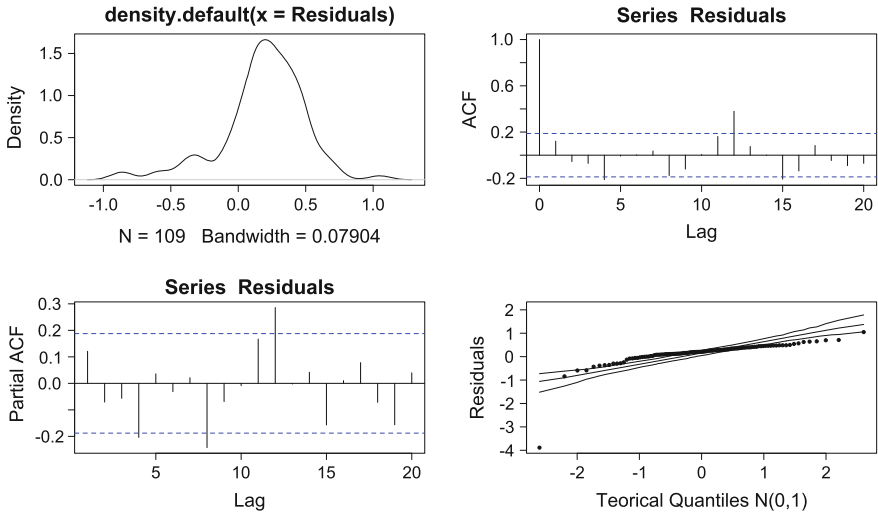 density.default(x = Residuals)
Density
1.5
1.0
0.5
0.0
-1.0 -0.5 0.0 0.5 1.0
N = 109 Bandwidth = 0.07904
Series Residuals
ACF
1.0
0.6
0.2
-0.2
0 5 10 15 20
Lag
Series Residuals
Partial ACF
0.3
0.2
0.1
0.0
-0.2
5 10 15 20
Lag
Residuals
2
1
0
-1
-2
-3
-4
-2 -1 0 1 2
Teorical Quantiles N(0,1)